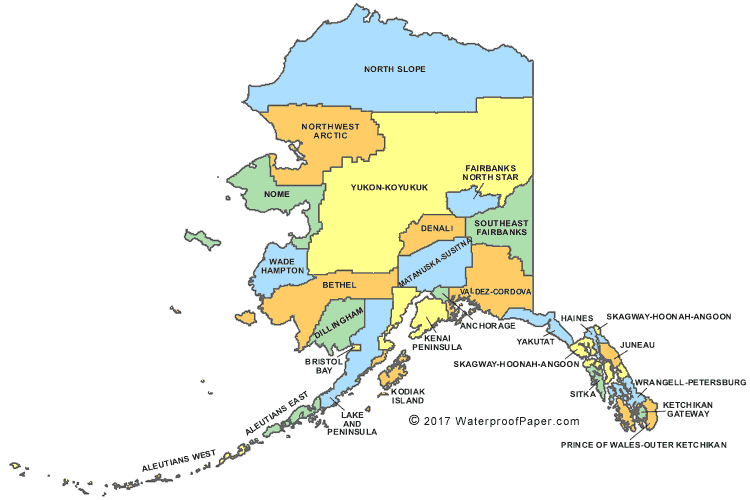 NORTH SLOPE
NORTHWEST
ARCTIC
FAIRBANKS
NORTH STAR
YUKON-KOYUKUK
NOME
SOUTHEAST
FAIRBANKS
DENALI
MATANUSKA-SUSITNA
WADE
HAMPTON
BETHEL
VALDEZ-CORDOVA
DILLINGHAM
ANCHORAGE
HAINES
SKAGWAY-HOONAH-ANGOON
YAKUTAT
KENAI
PENINSULA
JUNEAU
BRISTOL
BAY
SKAGWAY-HOONAH-ANGOON
WRANGELL-PETERSBURG
SITKA
KODIAK
ISLAND
KETCHIKAN
GATEWAY
ALEUTIANS EAST
LAKE
AND
PENINSULA
© 2017 WaterproofPaper.com
PRINCE OF WALES-OUTER KETCHIKAN
ALEUTIANS WEST